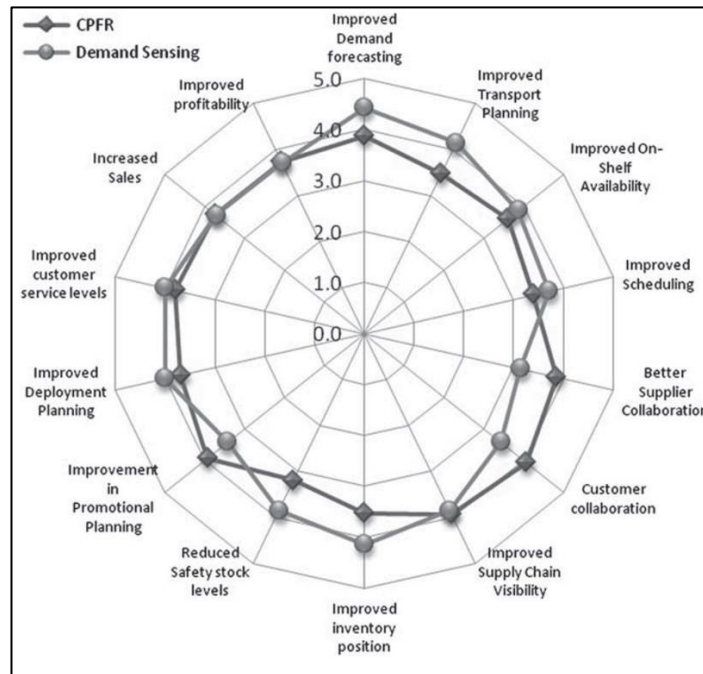 CPFR
Demand Sensing
Improved
Demand
forecasting
Improved
Transport
Planning
Improved On-
Shelf
Availability
Improved
Scheduling
Better
Supplier
Collaboration
Customer
collaboration
Improved
Supply Chain
Visibility
Improved
inventory
position
Reduced
Safety stock
levels
Improvement
in
Promotional
Planning
Improved
Deployment
Planning
Improved
customer
service levels
Increased
Sales
Improved
profitability
5.0
4.0
3.0
2.0
1.0
0.0